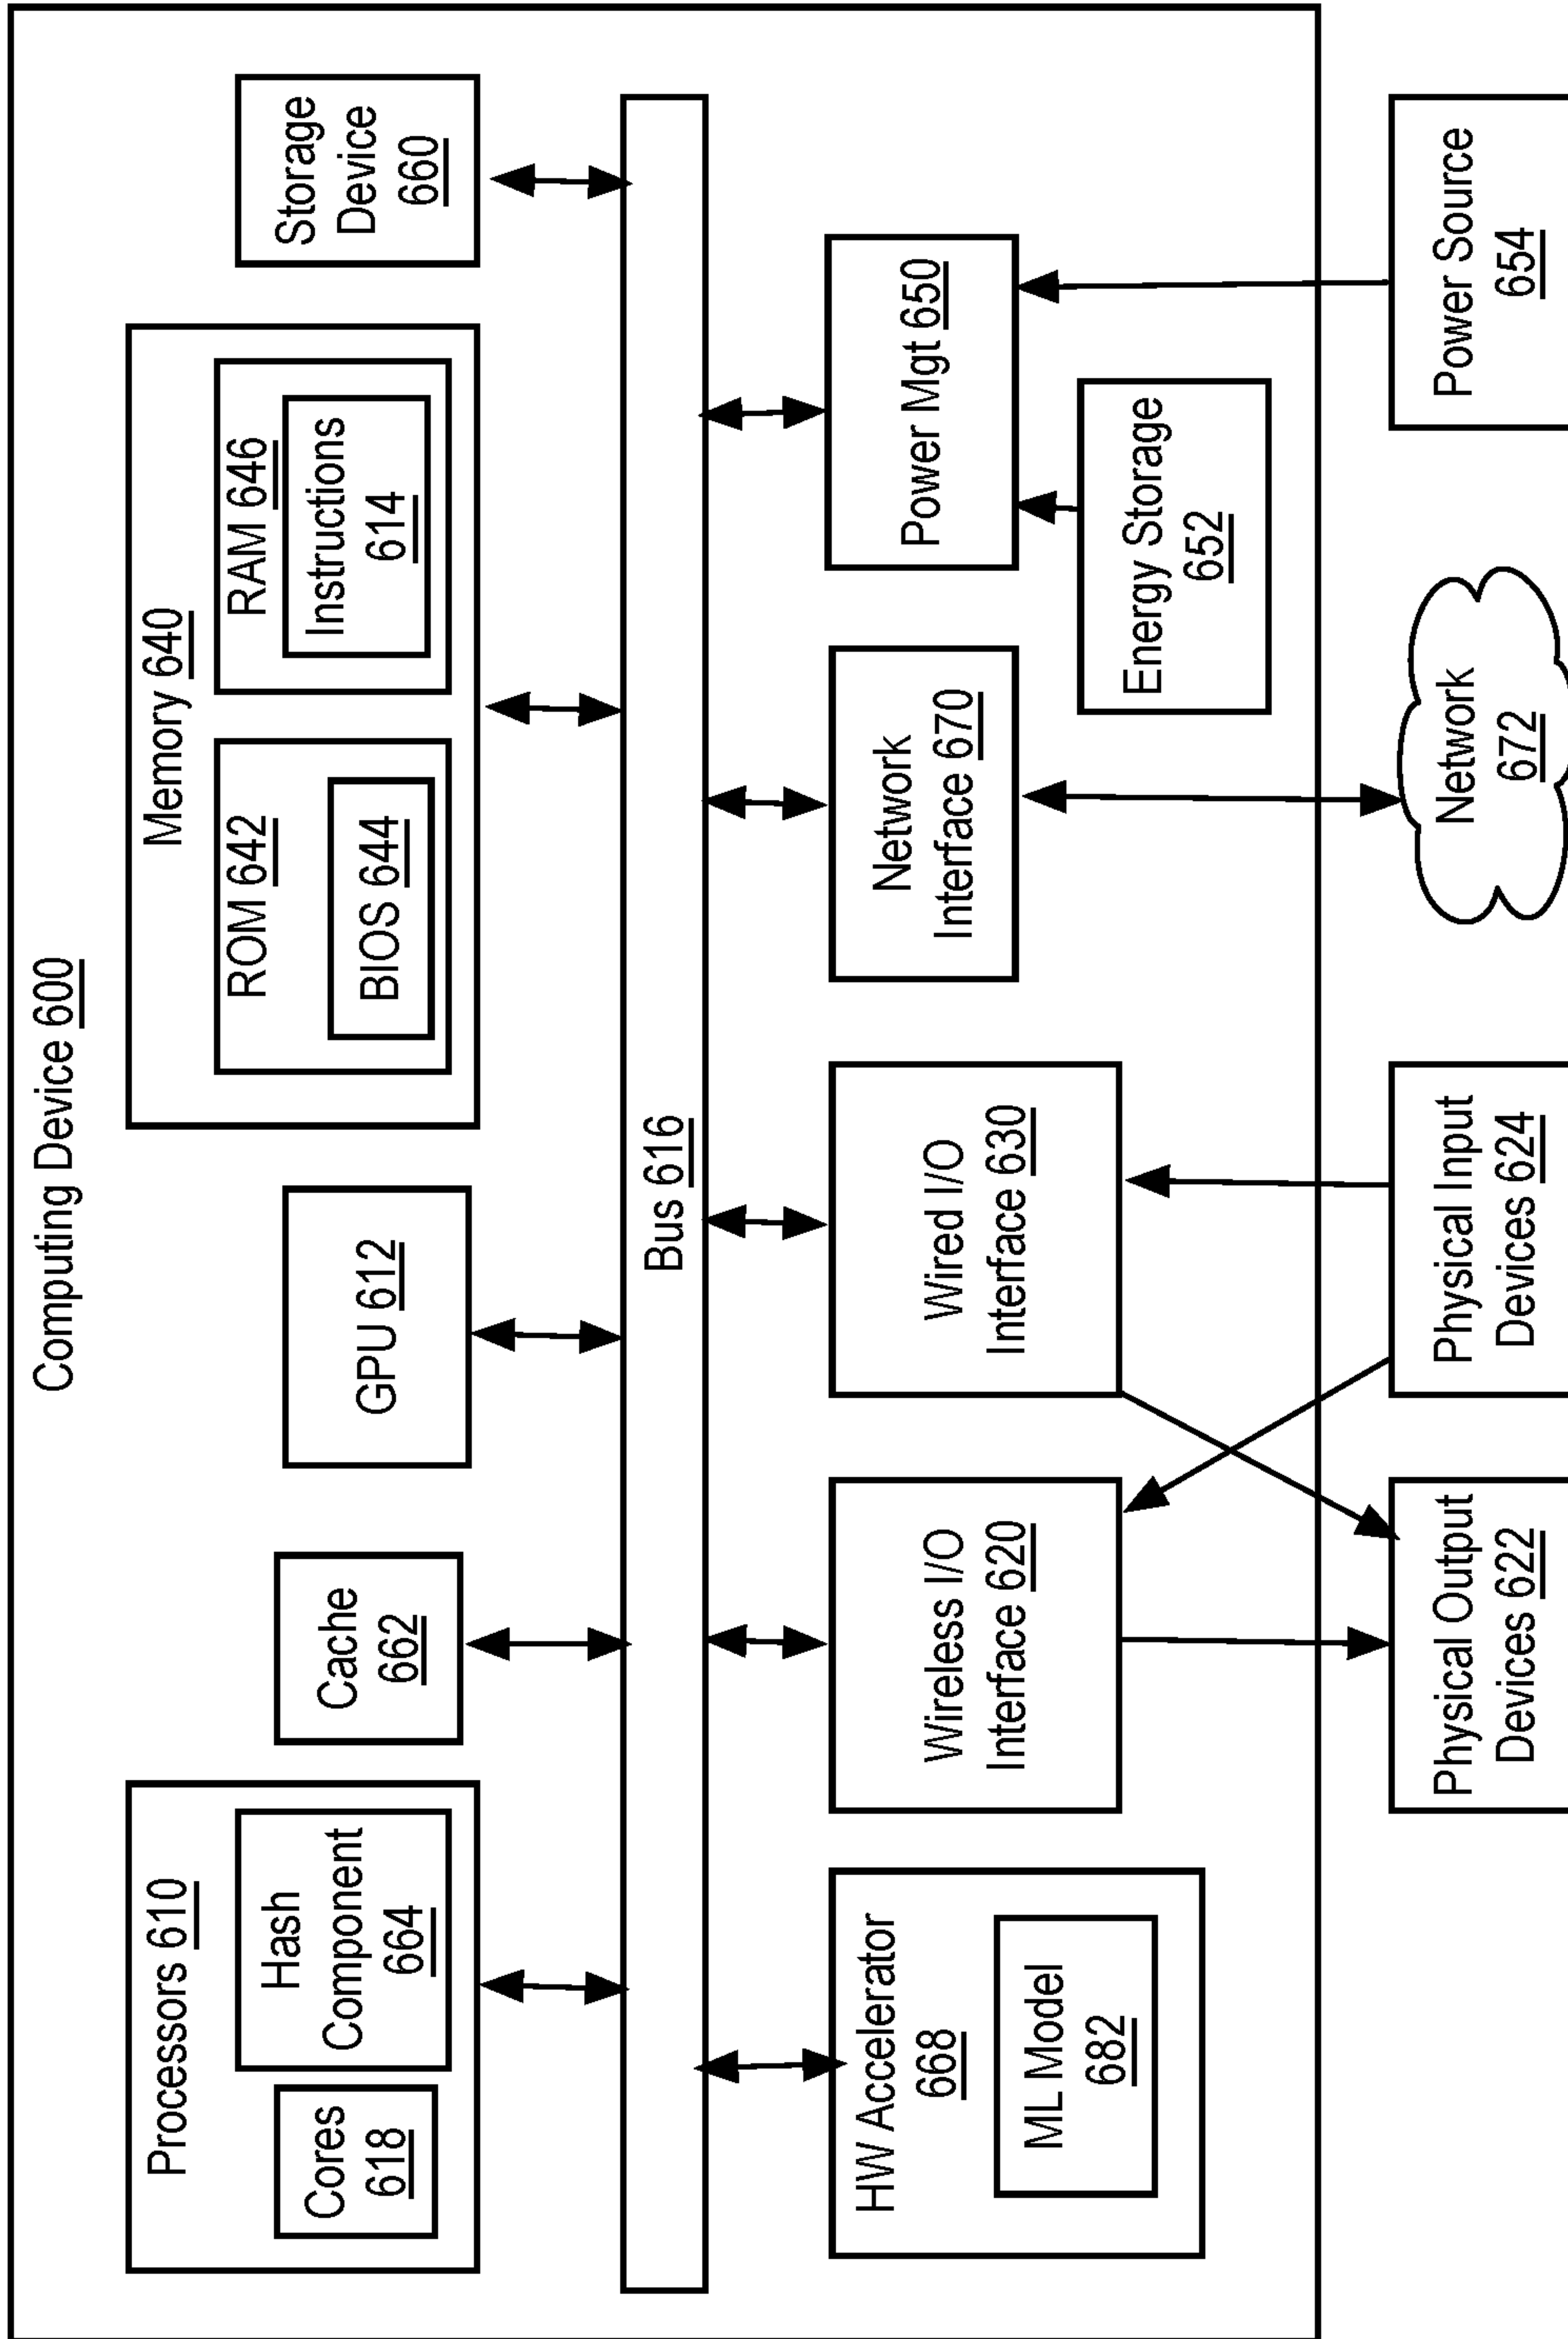 Computing Device 600
Processors 610
Cores
618
Hash
Component
664
Cache
662
GPU 612
Memory 640
ROM 642
BIOS 644
RAM 646
Instructions
614
Storage
Device
660
Bus 616
HW Accelerator
668
ML Model
682
Wireless I/O
Interface 620
Wired I/O
Interface 630
Network
Interface 670
Power Mgt 650
Energy Storage
652
Physical Output
Devices 622
Physical Input
Devices 624
Network
672
Power Source
654